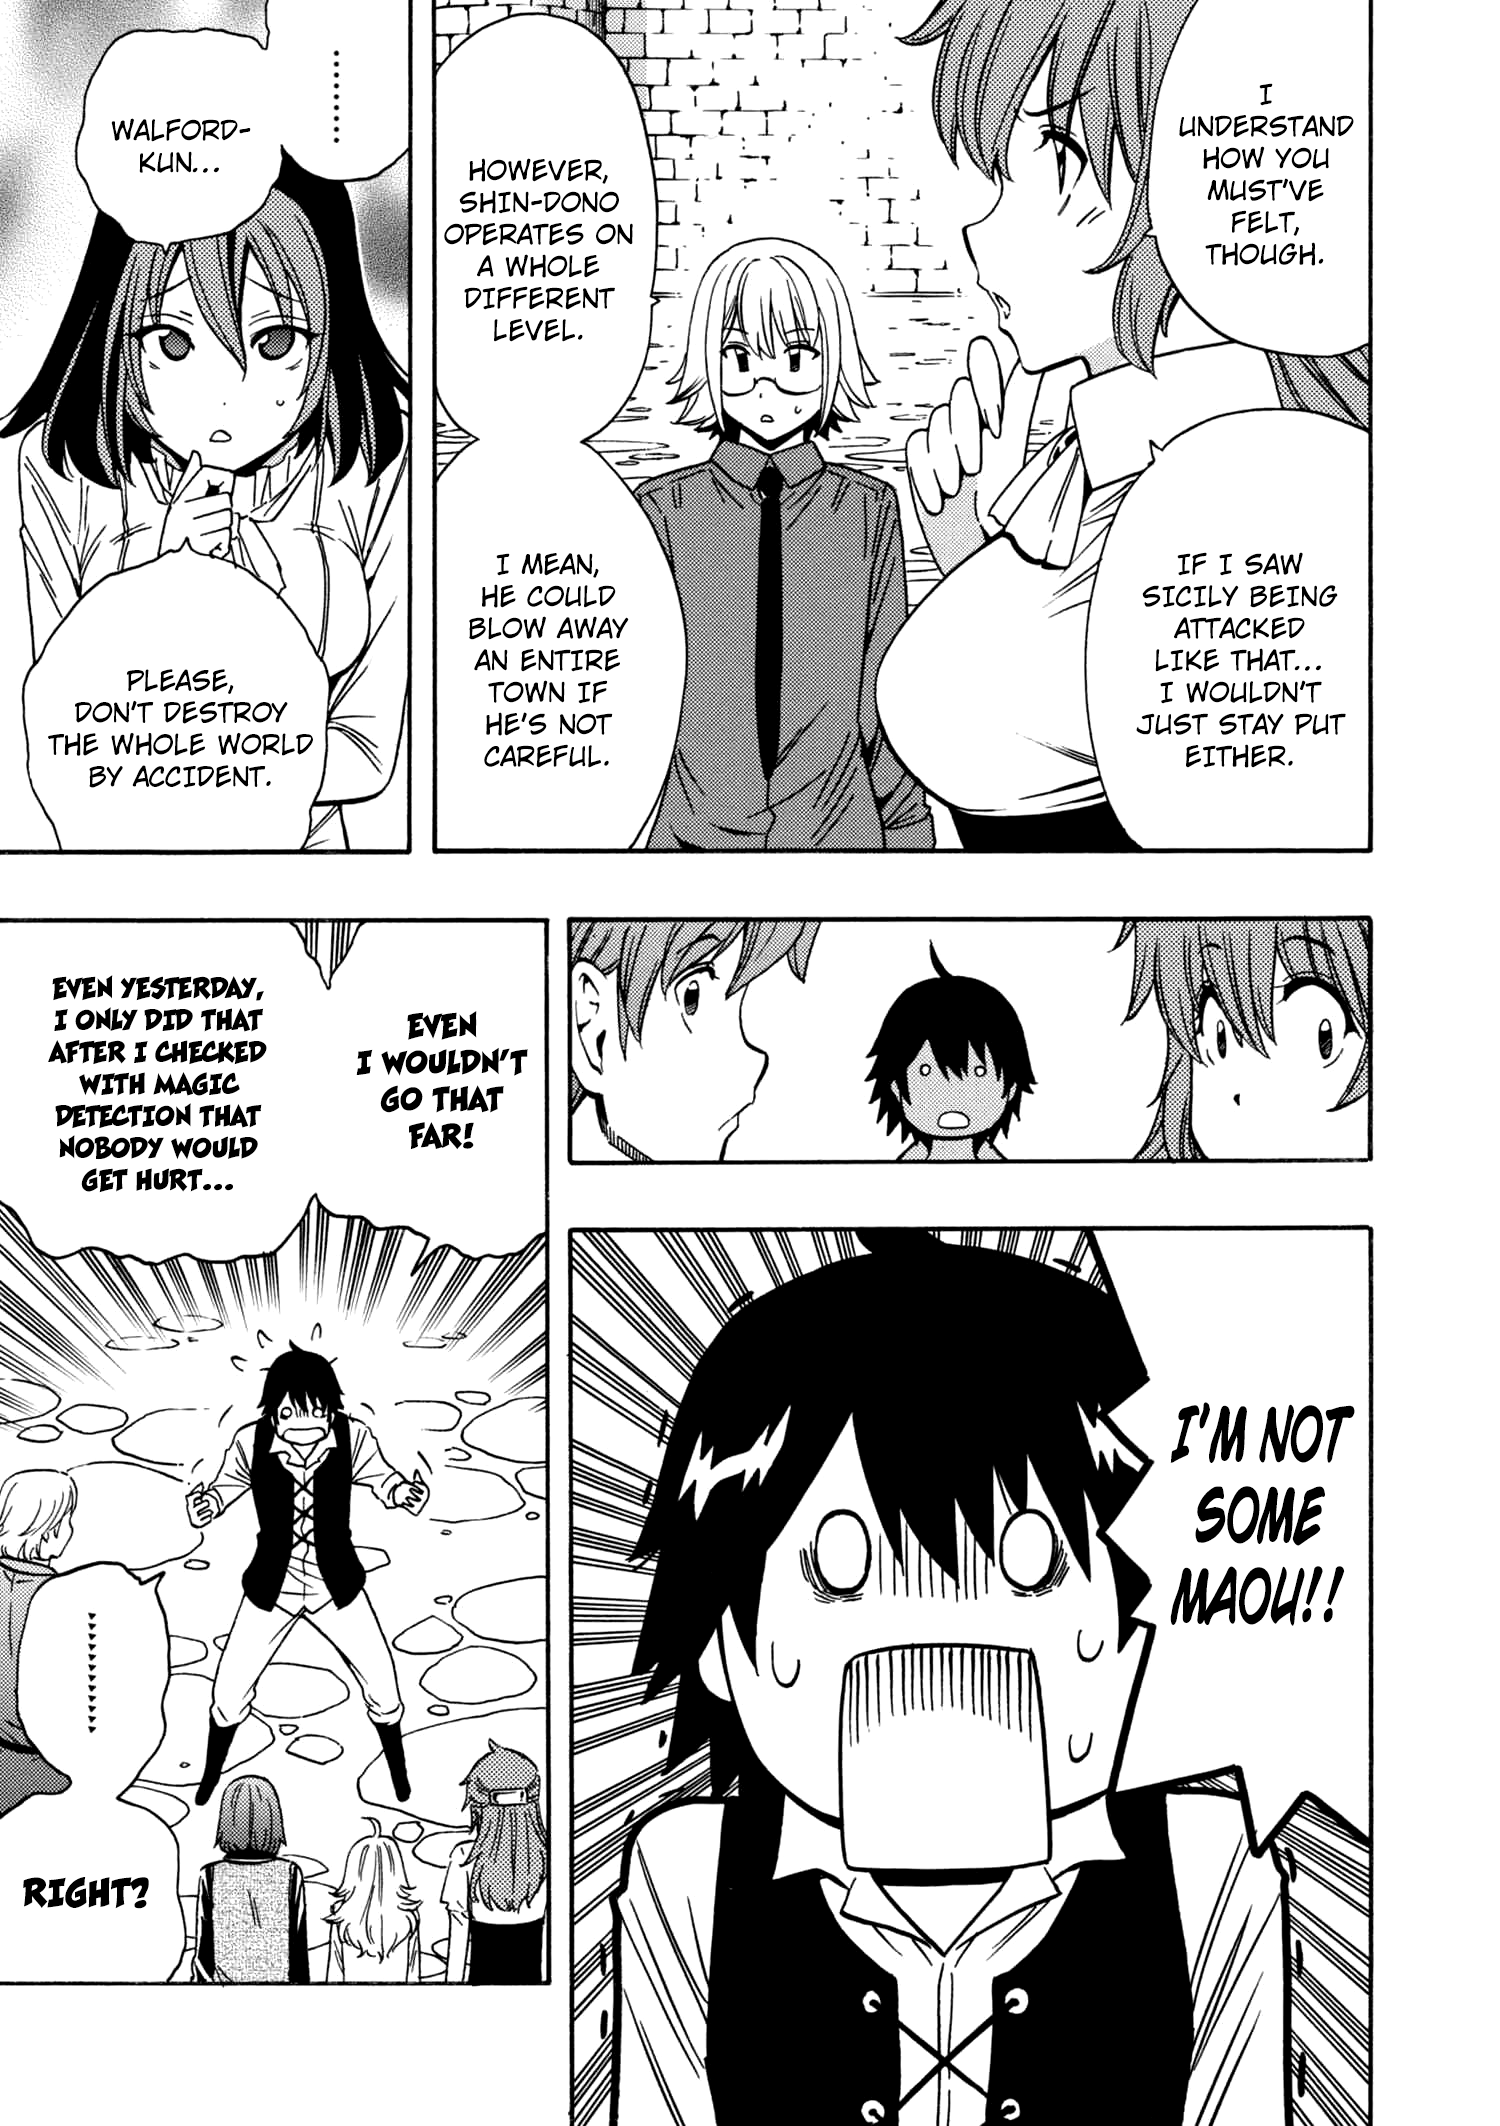 I
UNDERSTAND
HOW YOU
MUST'VE
FELT,
THOUGH.
IF I SAW
SICILY BEING
ATTACKED
LIKE THAT...
I WOULDN'T
JUST STAY PUT
EITHER.
HOWEVER,
SHIN-DONO
OPERATES ON
A WHOLE
DIFFERENT
LEVEL.
I MEAN,
HE COULD
BLOW AWAY
AN ENTIRE
TOWN IF
HE'S NOT
CAREFUL.
.........
WALFORD-
KUN...
PLEASE,
DON'T DESTROY
THE WHOLE WORLD
BY ACCIDENT.
I'M NOT
SOME
MAOU!!
EVEN
I WOULDN'T
GO THAT
FAR!
EVEN YESTERDAY,
I ONLY DID THAT
AFTER I CHECKED
WITH MAGIC
DETECTION THAT
NOBODY WOULD
GET HURT...
..........
RIGHT?